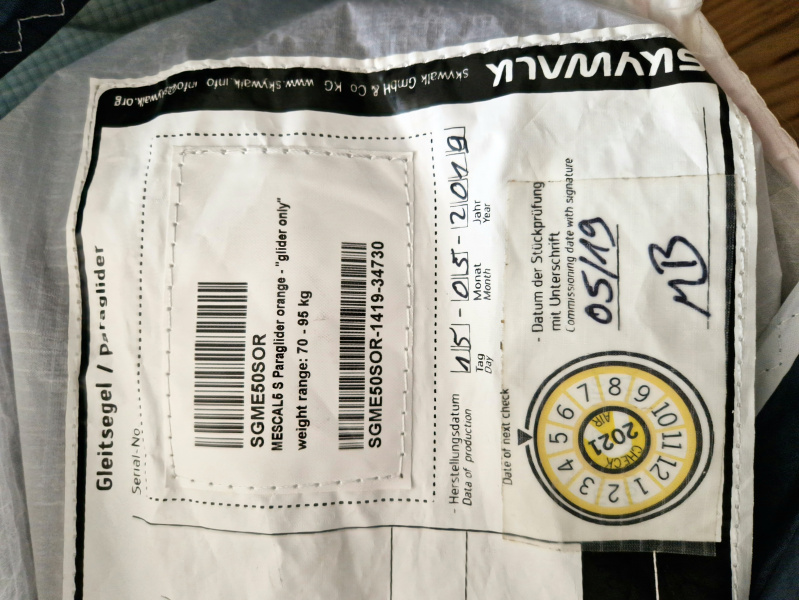 SKYWALK skywalk GmbH & Co KG www.skywalk.info info@skywalk.org
Gleitsegel / Paraglider
Serial-No
SGME50SOR
MESCAL5 S Paraglider orange - "glider only"
weight range: 70 - 95 kg
SGME50SOR-1419-34730
- Herstellungsdatum
Data of production
15-05-2019
Tag Monat Jahr
Day Month Year
Date of next check
1 2 3 4 5 6 7 8 9 10 11 12
AIR
2021
CHECK
- Datum der Stückprüfung
mit Unterschrift
Commissioning date with signature
05/19
MB